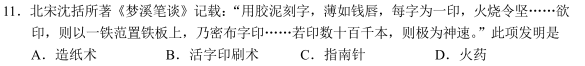 11．北宋沈括所著《梦溪笔谈》记载：“用胶泥刻字，薄如钱唇，每字为一印，火烧令坚……欲
印，则以一铁范置铁板上，乃密布字印……若印数十百千本，则极为神速。”此项发明是
A．造纸术 B．活字印刷术 C．指南针 D．火药